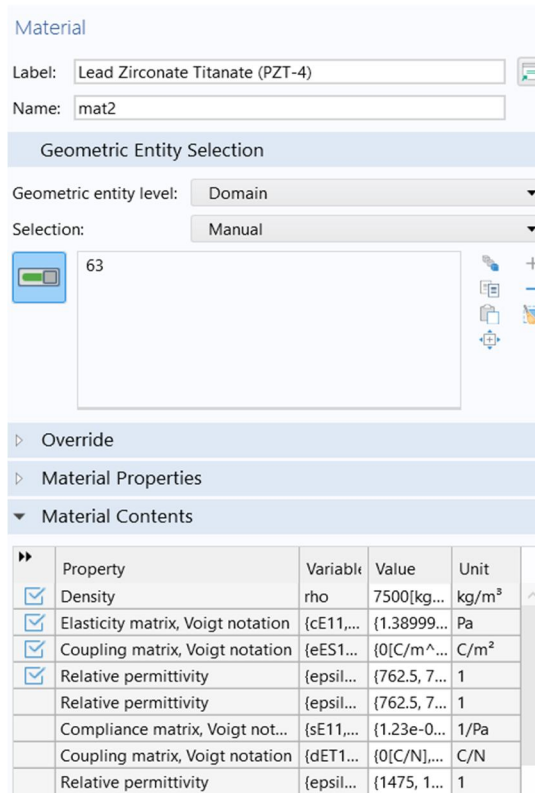 Material
Label: Lead Zirconate Titanate (PZT-4)
Name: mat2
Geometric Entity Selection
Geometric entity level: Domain
Selection: Manual
63
Override
Material Properties
Material Contents
Property Variable Value Unit
Density rho 7500[kg... kg/m³
Elasticity matrix, Voigt notation {cE11,... {1.38999... Pa
Coupling matrix, Voigt notation {eES1... {0[C/m^... C/m²
Relative permittivity {epsil... {762.5, 7... 1
Relative permittivity {epsil... {762.5, 7... 1
Compliance matrix, Voigt not... {sE11,... {1.23e-0... 1/Pa
Coupling matrix, Voigt notation {dET1... {0[C/N],... C/N
Relative permittivity {epsil... {1475, 1... 1